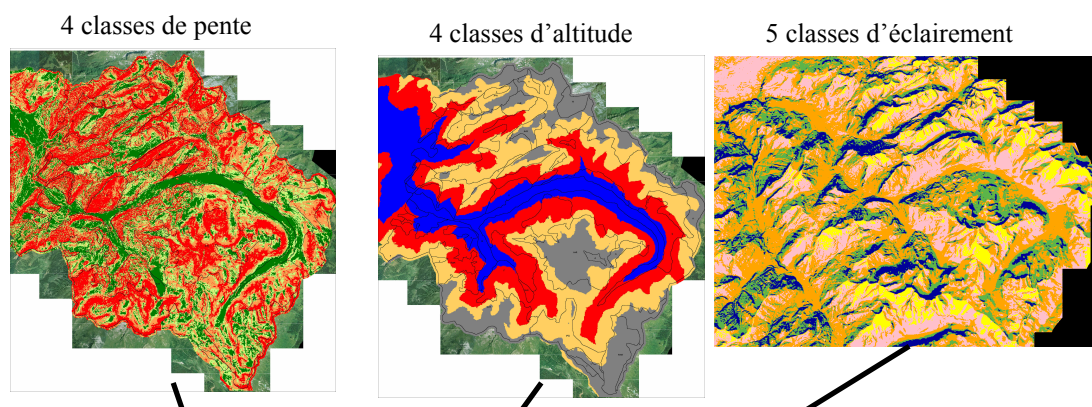 4 classes de pente
4 classes d’altitude
5 classes d’éclairement